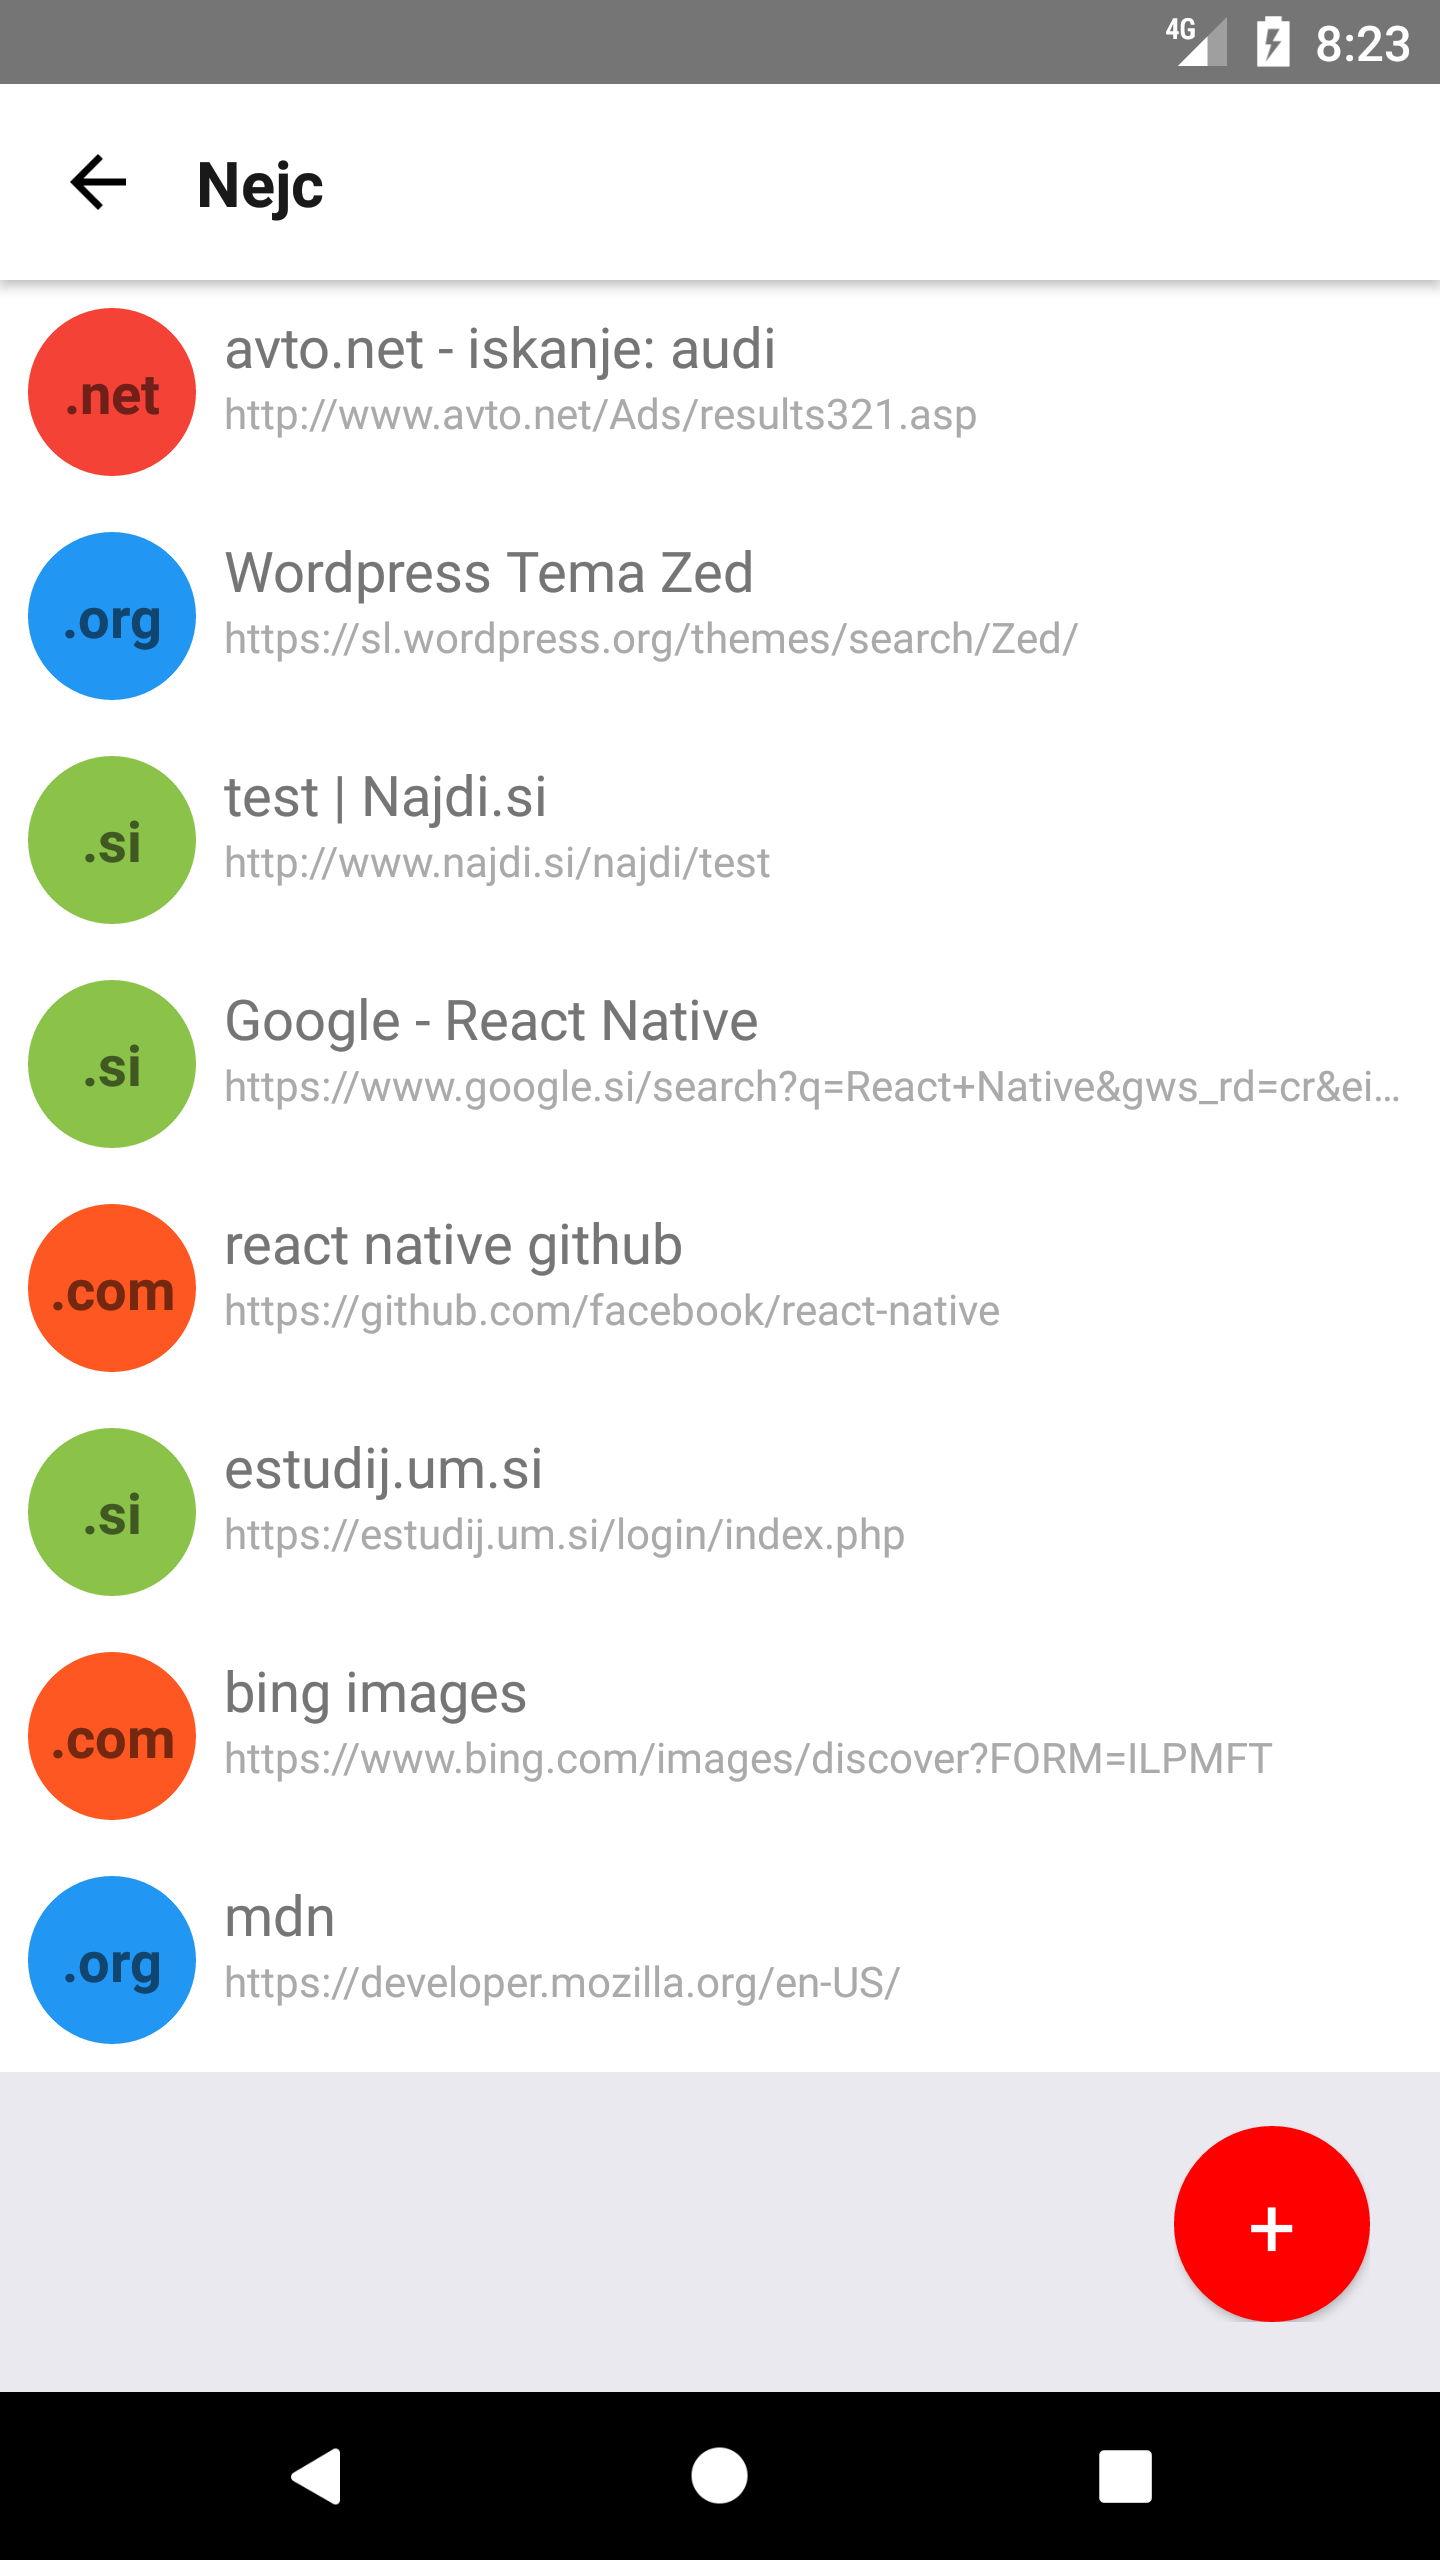 4G 8:23
Nejc
.net
avto.net - iskanje: audi
http://www.avto.net/Ads/results321.asp
.org
Wordpress Tema Zed
https://sl.wordpress.org/themes/search/Zed/
.si
test | Najdi.si
http://www.najdi.si/najdi/test
.si
Google - React Native
https://www.google.si/search?q=React+Native&gws_rd=cr&ei...
.com
react native github
https://github.com/facebook/react-native
.si
estudij.um.si
https://estudij.um.si/login/index.php
.com
bing images
https://www.bing.com/images/discover?FORM=ILPMFT
.org
mdn
https://developer.mozilla.org/en-US/
+